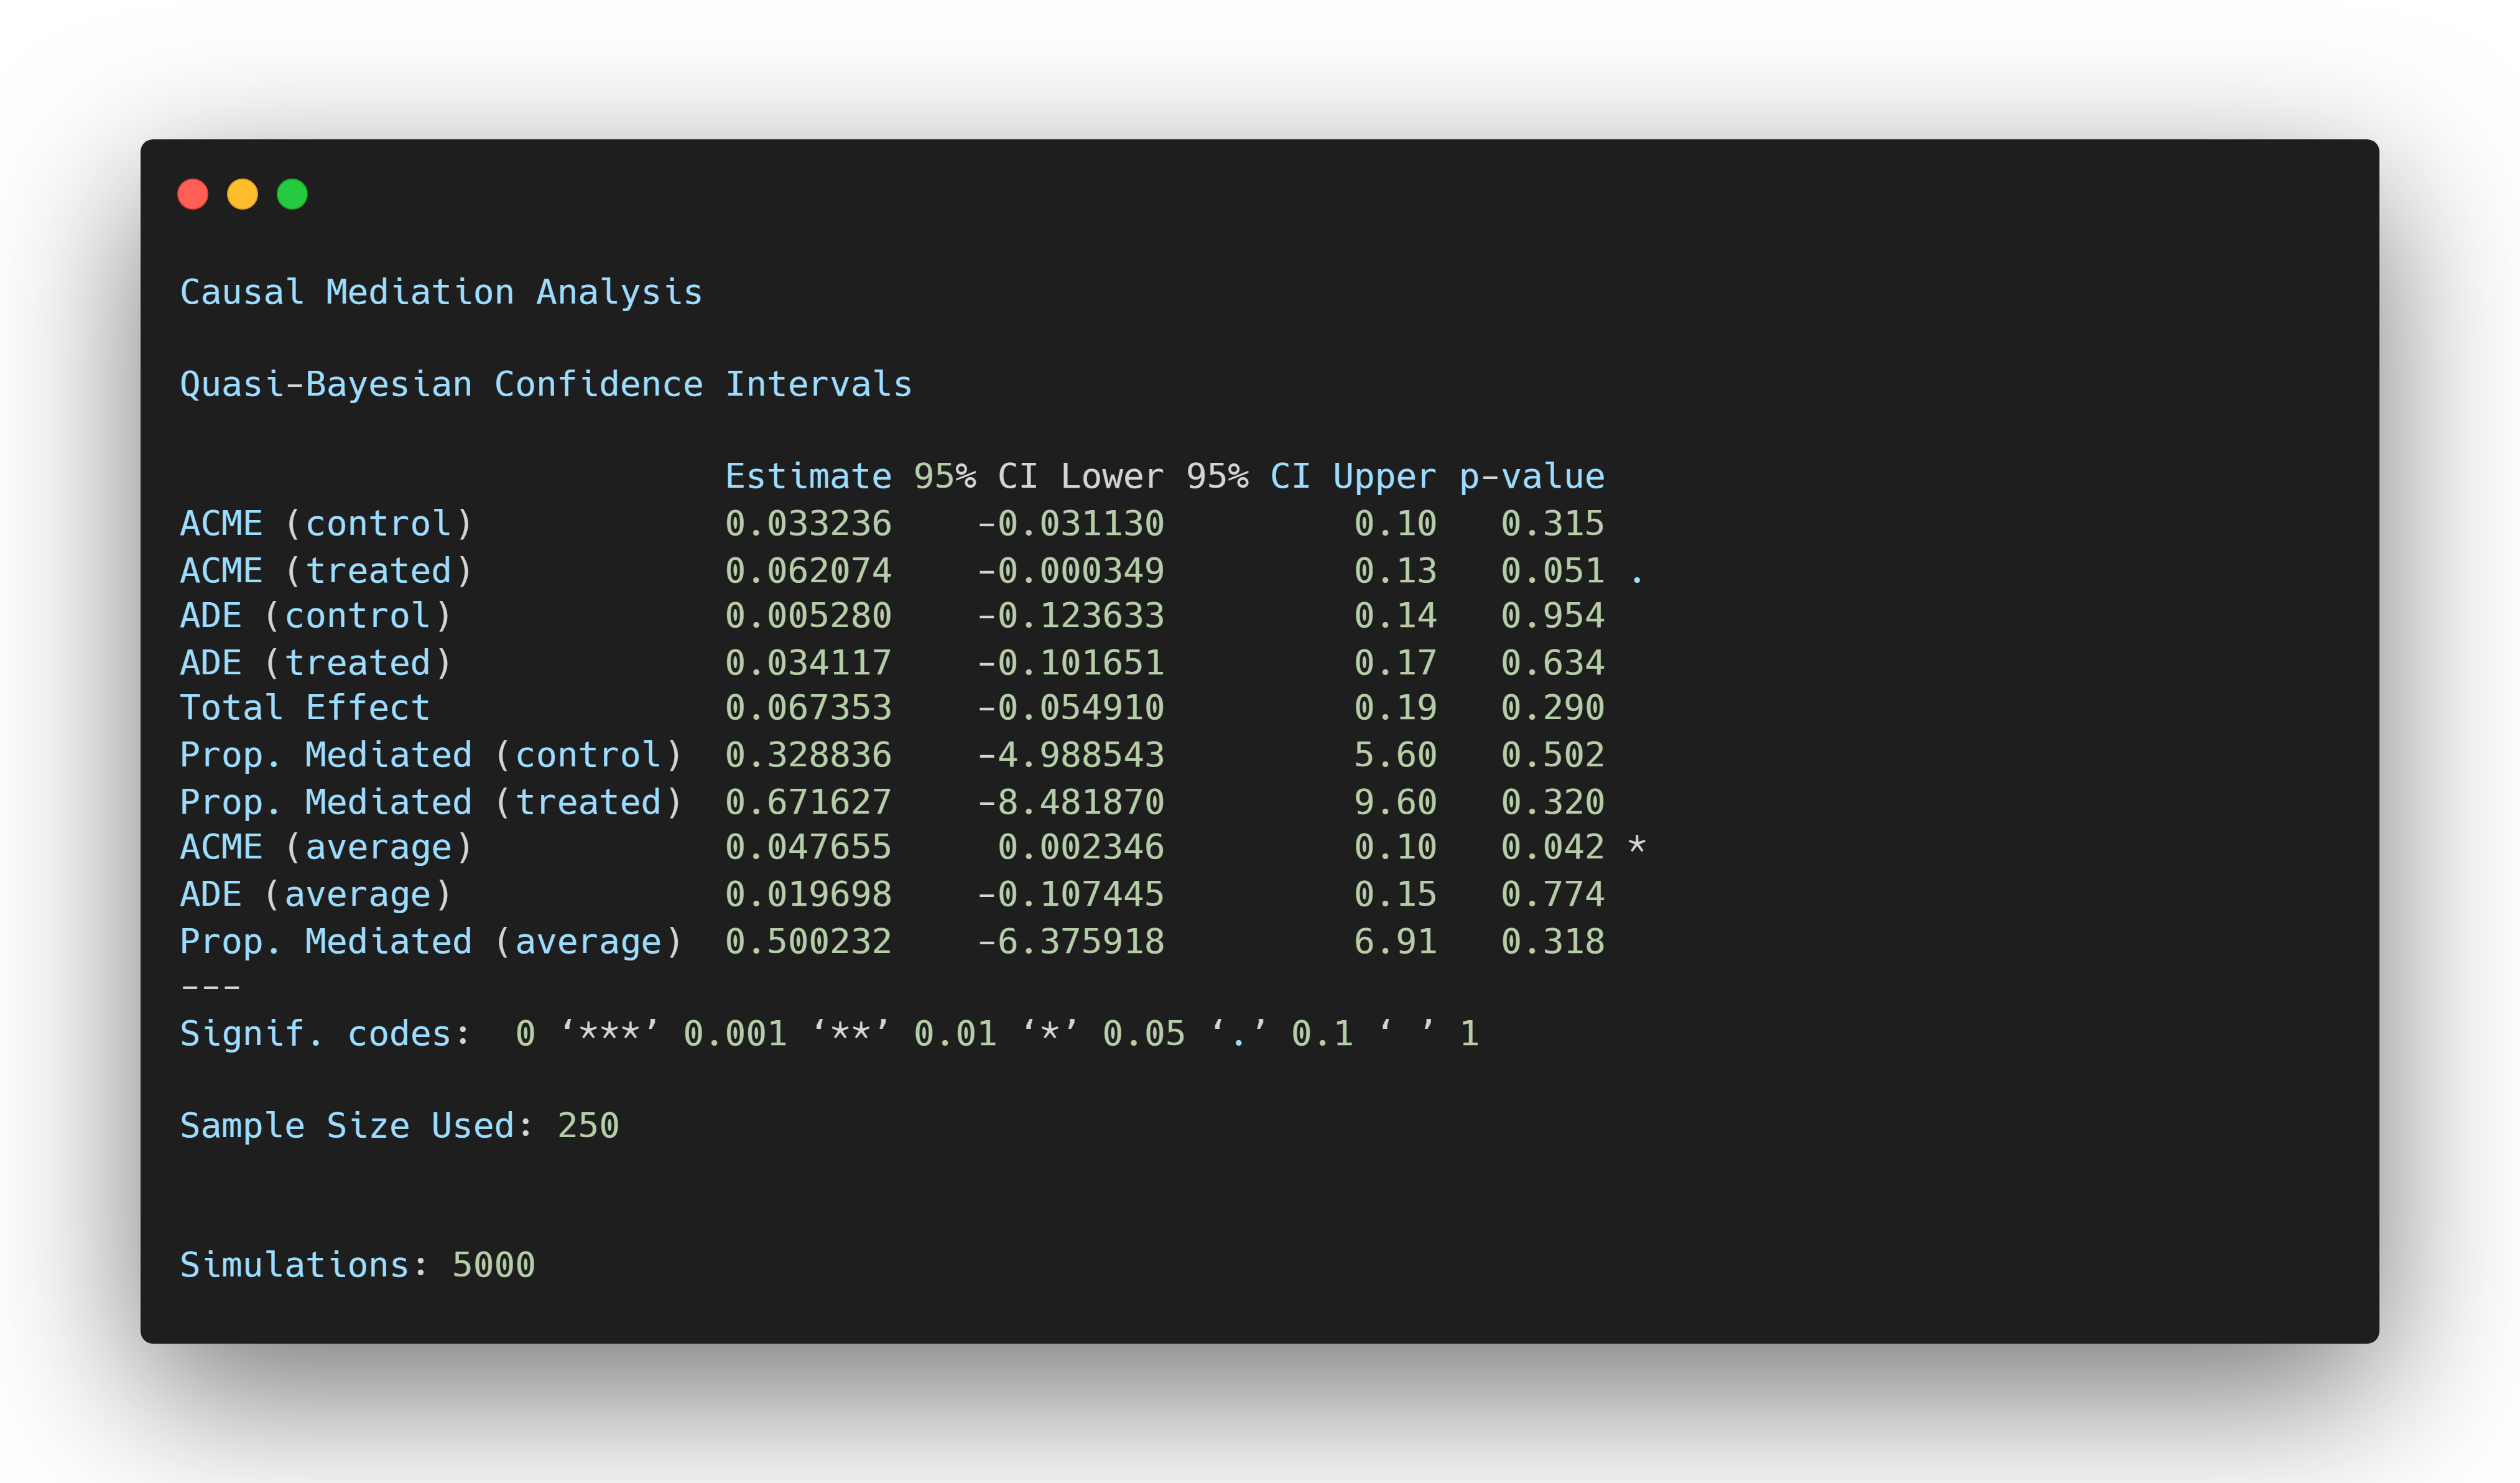 Causal Mediation Analysis
Quasi-Bayesian Confidence Intervals
Estimate 95% CI Lower 95% CI Upper p-value
ACME (control) 0.033236 -0.031130 0.10 0.315
ACME (treated) 0.062074 -0.000349 0.13 0.051 .
ADE (control) 0.005280 -0.123633 0.14 0.954
ADE (treated) 0.034117 -0.101651 0.17 0.634
Total Effect 0.067353 -0.054910 0.19 0.290
Prop. Mediated (control) 0.328836 -4.988543 5.60 0.502
Prop. Mediated (treated) 0.671627 -8.481870 9.60 0.320
ACME (average) 0.047655 0.002346 0.10 0.042 *
ADE (average) 0.019698 -0.107445 0.15 0.774
Prop. Mediated (average) 0.500232 -6.375918 6.91 0.318
---
Signif. codes: 0 ‘***’ 0.001 ‘**’ 0.01 ‘*’ 0.05 ‘.’ 0.1 ‘ ’ 1
Sample Size Used: 250
Simulations: 5000